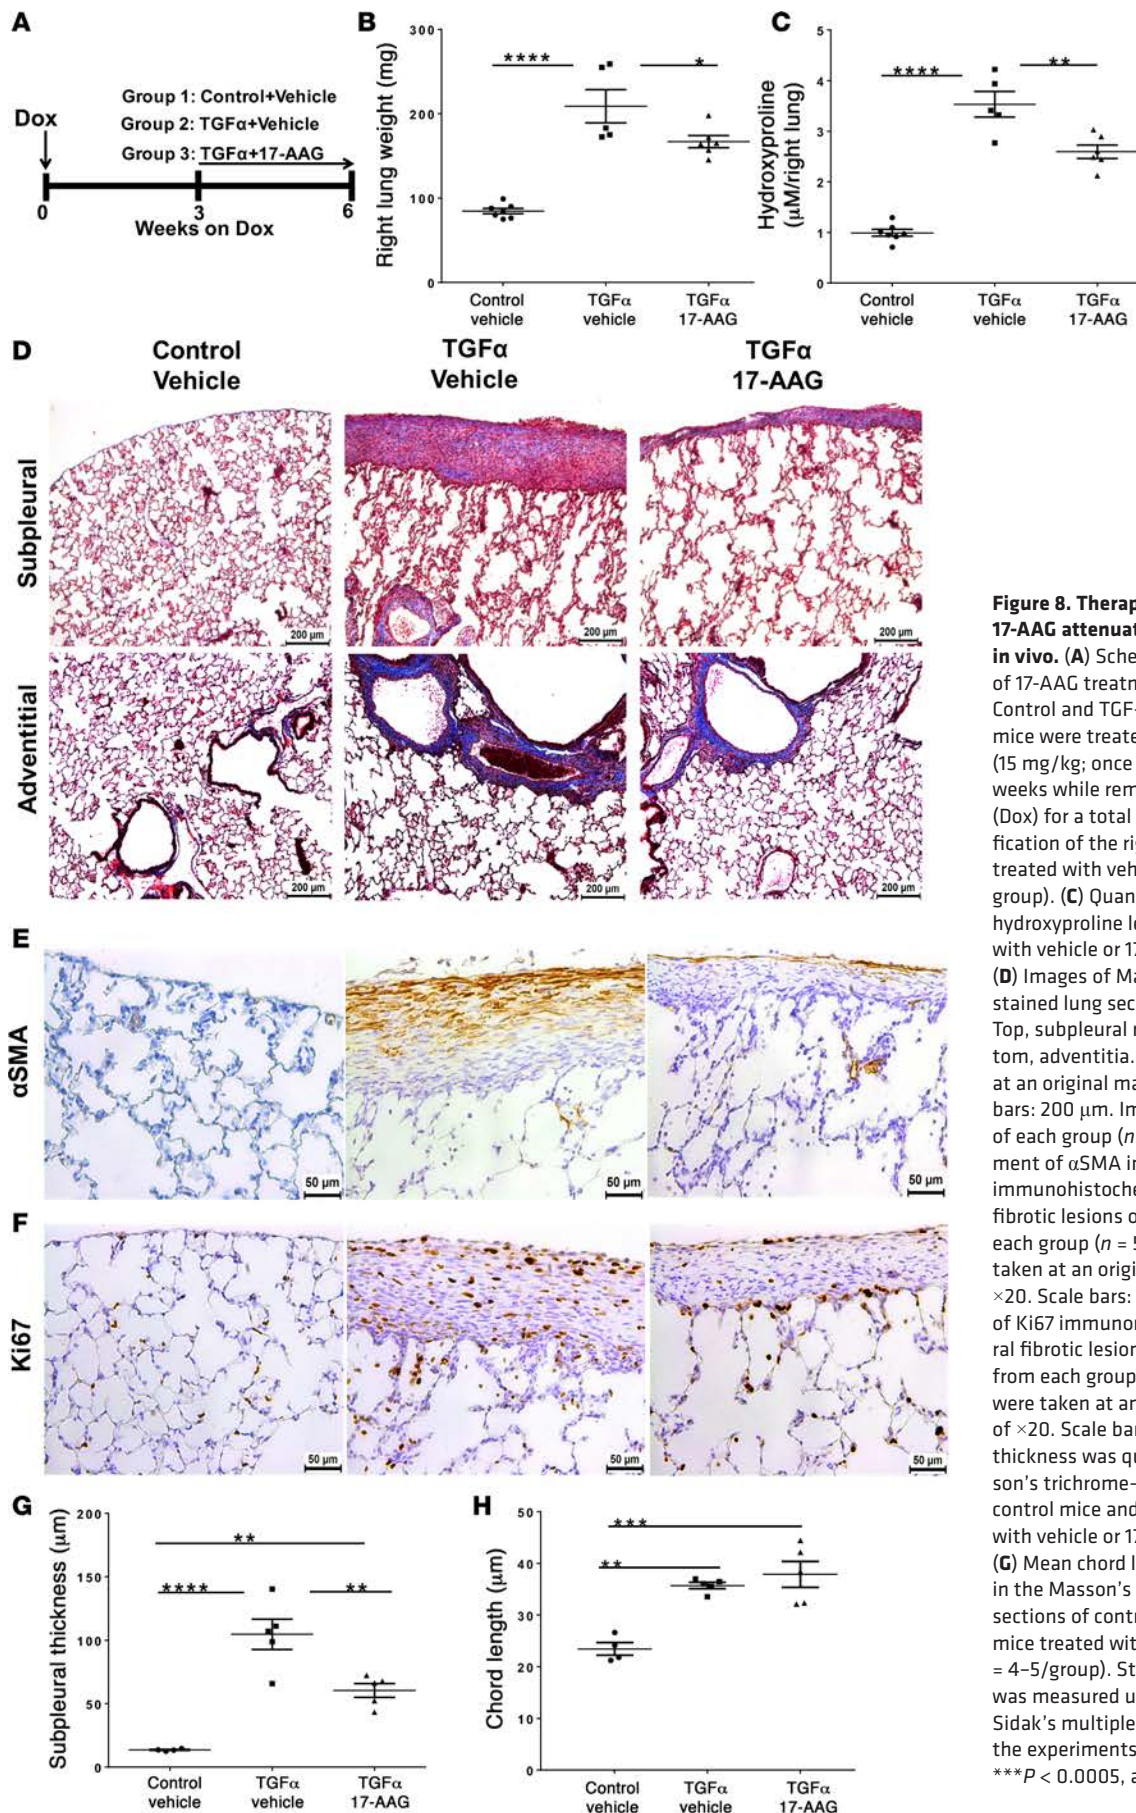 A
Group 1: Control+Vehicle
Dox
Group 2: TGFα+Vehicle
Group 3: TGFα+17-AAG
0
3
6
Weeks on Dox
B
Right lung weight (mg)
300
200
100
0
****
*
Control vehicle
TGFα vehicle
TGFα 17-AAG
C
Hydroxyproline
(μM/right lung)
5
4
3
2
1
0
****
**
Control vehicle
TGFα vehicle
TGFα 17-AAG
D
Control Vehicle
TGFα Vehicle
TGFα 17-AAG
Subpleural
200 μm
200 μm
200 μm
Adventitial
200 μm
200 μm
200 μm
E
αSMA
50 μm
50 μm
50 μm
F
Ki67
50 μm
50 μm
50 μm
G
Subpleural thickness (μm)
200
150
100
50
0
**
****
**
Control vehicle
TGFα vehicle
TGFα 17-AAG
H
Chord length (μm)
50
40
30
20
10
0
***
**
Control vehicle
TGFα vehicle
TGFα 17-AAG
Figure 8. Therap
17-AAG attenuat
in vivo. (A) Sche
of 17-AAG treatn
Control and TGF-
mice were treate
(15 mg/kg; once
weeks while rem
(Dox) for a total
fication of the ri
treated with veh
group). (C) Quan
hydroxyproline le
with vehicle or 17
(D) Images of Ma
stained lung sec
Top, subpleural r
tom, adventitia.
at an original ma
bars: 200 μm. Im
of each group (n
ment of αSMA in
immunohistoche
fibrotic lesions o
each group (n = 5
taken at an origi
×20. Scale bars:
of Ki67 immunor
ral fibrotic lesion
from each group
were taken at ar
of ×20. Scale bar
thickness was qu
son's trichrome–
control mice and
with vehicle or 17
(G) Mean chord l
in the Masson's
sections of contr
mice treated wit
= 4–5/group). St
was measured u
Sidak's multiple
the experiments
***P < 0.0005, a